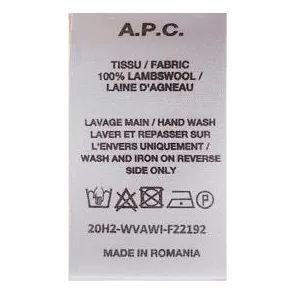 A.P.C.
TISSU / FABRIC
100% LAMBSWOOL /
LAINE D'AGNEAU
LAVAGE MAIN / HAND WASH
LAVER ET REPASSER SUR
L'ENVERS UNIQUEMENT /
WASH AND IRON ON REVERSE
SIDE ONLY
P
20H2-WVAWI-F22192
MADE IN ROMANIA